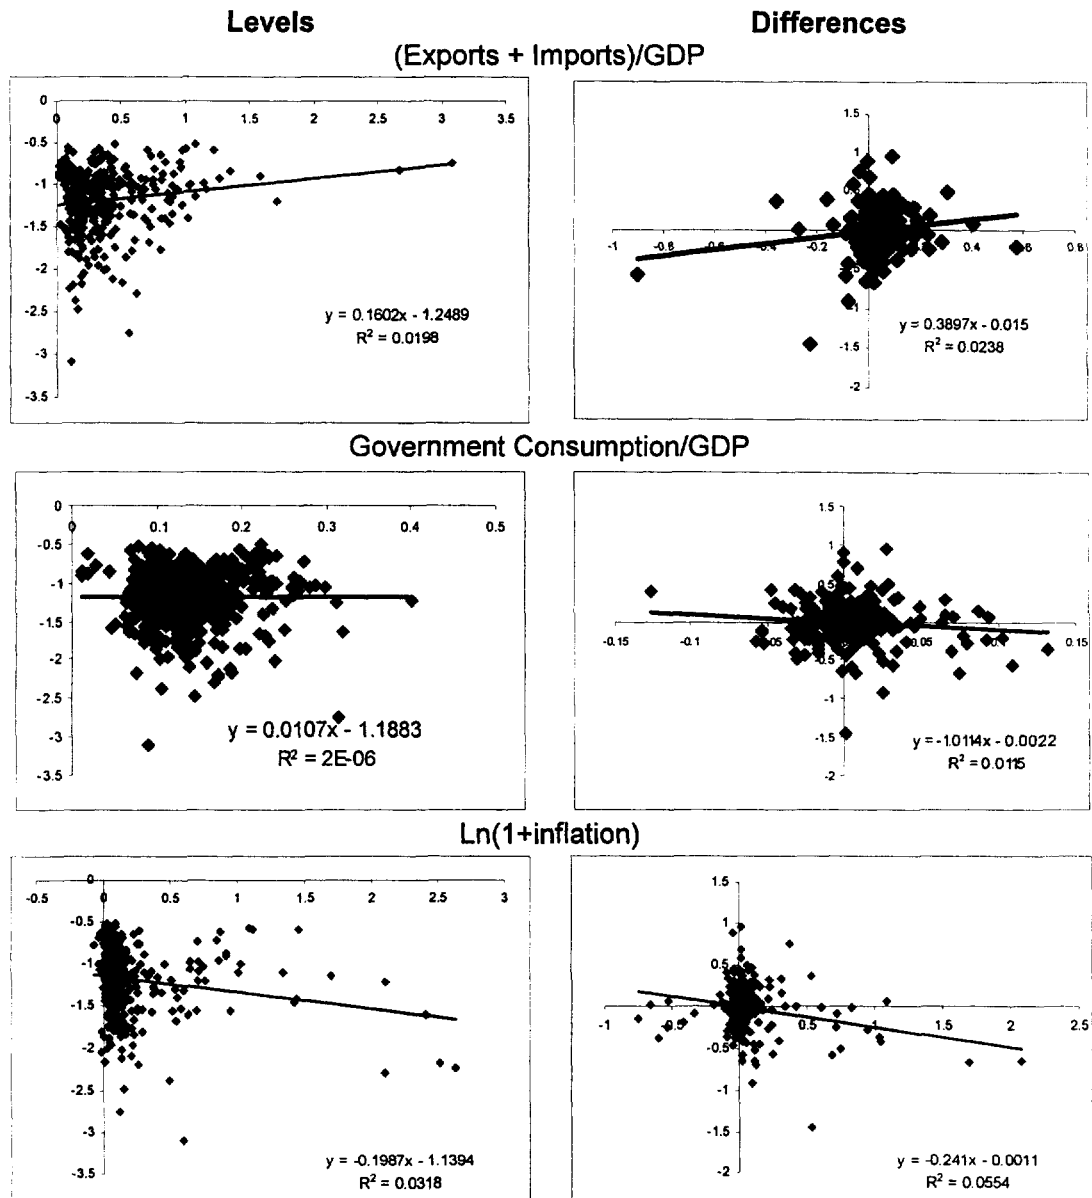 Levels Differences
(Exports + Imports)/GDP
0
0 0.5 1 1.5 2 2.5 3 3.5
-0.5
-1
-1.5
-2
-2.5
-3
-3.5
y = 0.1602x - 1.2489
R² = 0.0198
1.5
1
-1 -0.2 0.4 0.6 0.8
-1
-1.5
-2
y = 0.3897x - 0.015
R² = 0.0238
Government Consumption/GDP
0
0 0.1 0.2 0.3 0.4 0.5
-0.5
-1
-1.5
-2
-2.5
-3
-3.5
y = 0.0107x - 1.1883
R² = 2E-06
1.5
1
-0.15 -0.1 0.05 0.1 0.15
-0.5
-1
-1.5
-2
y = -1.0114x - 0.0022
R² = 0.0115
Ln(1+inflation)
0
-0.5 0 0.5 1 1.5 2 2.5 3
-0.5
-1
-1.5
-2
-2.5
-3
-3.5
y = -0.1987x - 1.1394
R² = 0.0318
1.5
1
0.5
-1 -0.5 0.5 1 1.5 2 2.5
-0.5
-1
-1.5
-2
y = -0.241x - 0.0011
R² = 0.0554